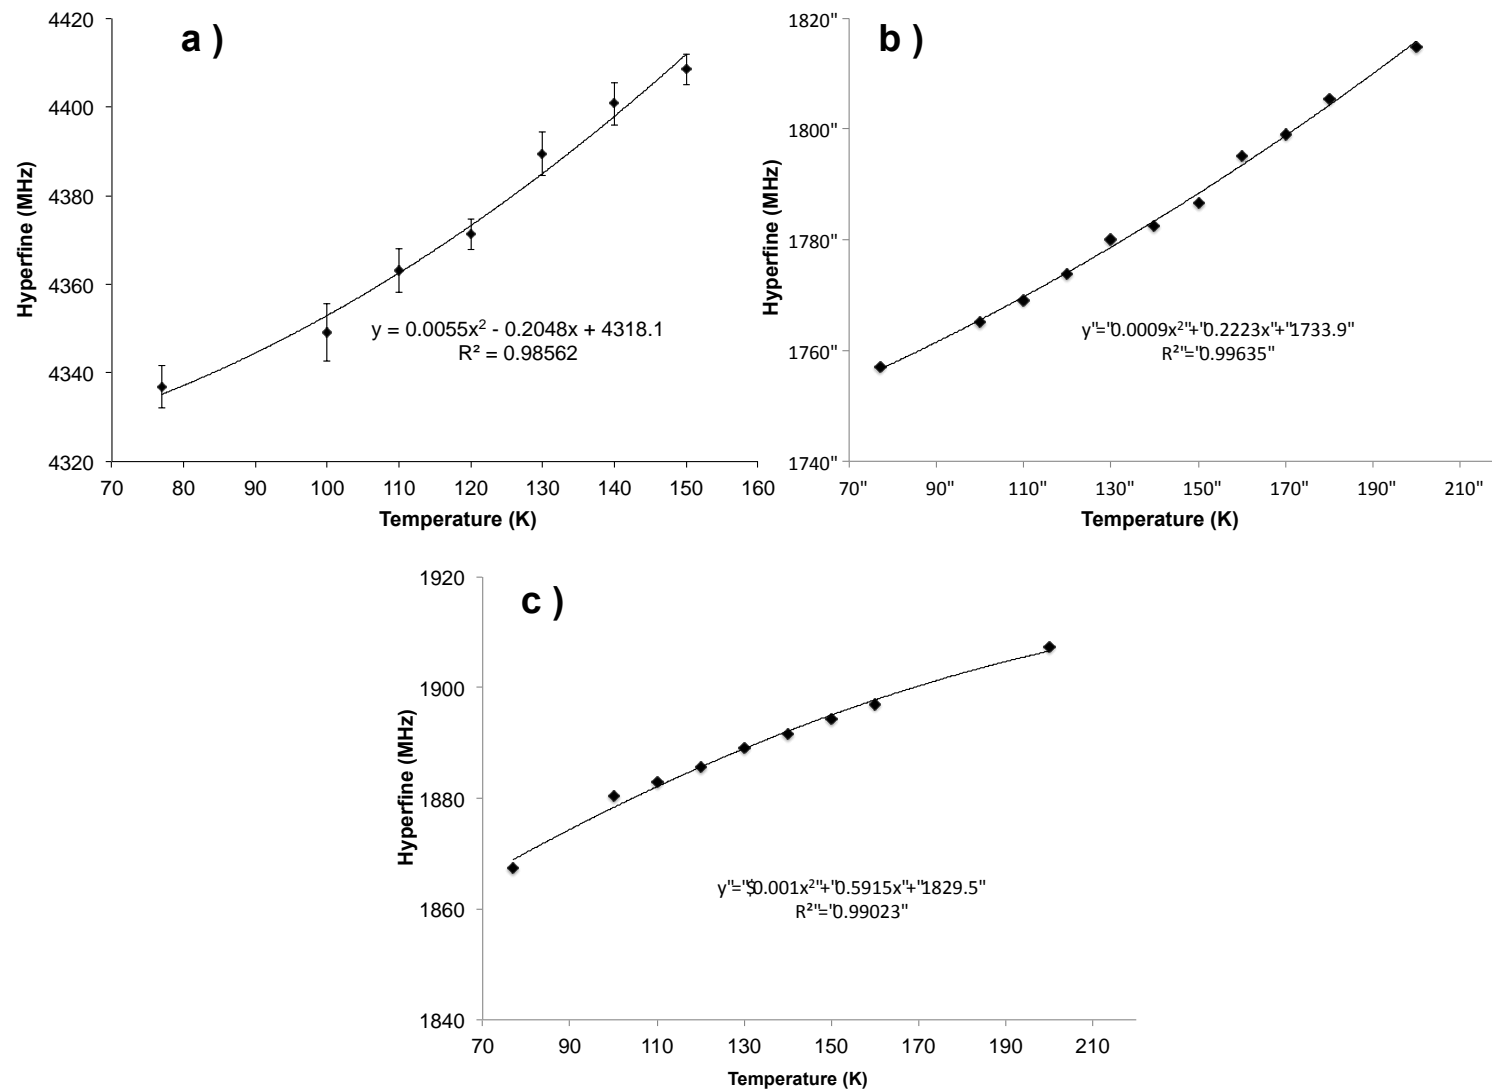 a )
4420
4400
4380
4360
4340
4320
Hyperfine (MHz)
y = 0.0055x² - 0.2048x + 4318.1
R² = 0.98562
70 80 90 100 110 120 130 140 150 160
Temperature (K)
b )
1820"
1800"
1780"
1760"
1740"
Hyperfine (MHz)
y"="0.0009x²"+"0.2223x"+"1733.9"
R²"="0.99635"
70" 90" 110" 130" 150" 170" 190" 210"
Temperature (K)
c )
1920
1900
1880
1860
1840
Hyperfine (MHz)
y"="$0.001x²"+"0.5915x"+"1829.5"
R²"="0.99023"
70 90 110 130 150 170 190 210
Temperature (K)